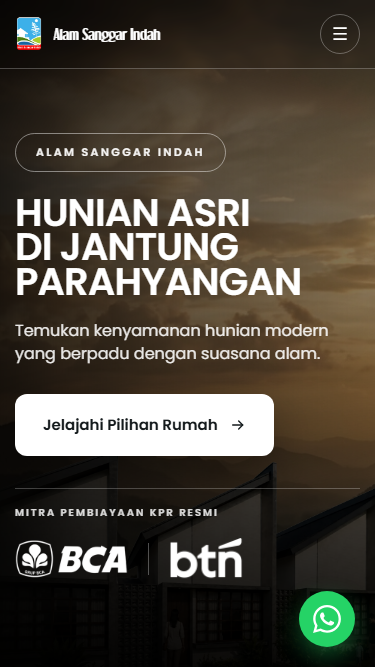 Alam Sanggar Indah
ALAM SANGGAR INDAH
HUNIAN ASRI
DI JANTUNG
PARAHYANGAN
Temukan kenyamanan hunian modern
yang berpadu dengan suasana alam.
Jelajahi Pilihan Rumah →
MITRA PEMBIAYAAN KPR RESMI
BCA
btn